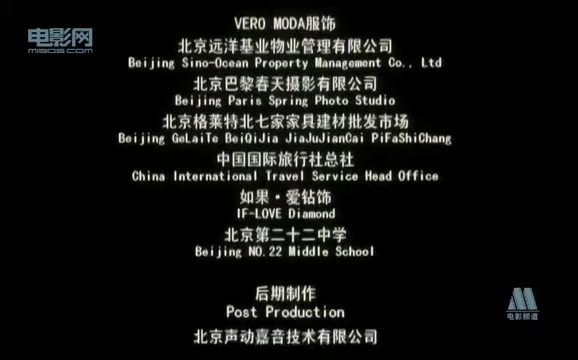 电影网
M1905.COM
VERO MODA服饰
北京远洋基业物业管理有限公司
Beijing Sino-Ocean Property Management Co., Ltd
北京巴黎春天摄影有限公司
Beijing Paris Spring Photo Studio
北京格莱特北七家家具建材批发市场
Beijing GeLaiTe BeiQiJia JiaJuJianCai PiFaShiChang
中国国际旅行社总社
China International Travel Service Head Office
如果·爱钻饰
IF-LOVE Diamond
北京第二十二中学
Beijing NO.22 Middle School
后期制作
Post Production
北京声动嘉音技术有限公司
电影频道